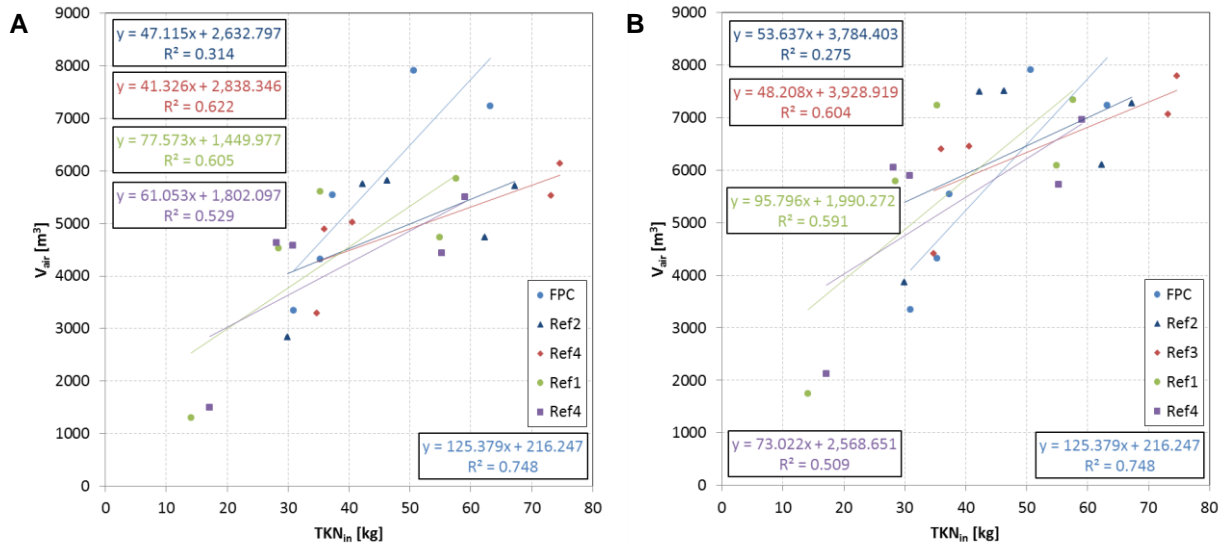 A
9000
8000
7000
6000
5000
4000
3000
2000
1000
0
V_air [m³]
y = 47.115x + 2,632.797
R² = 0.314
y = 41.326x + 2,838.346
R² = 0.622
y = 77.573x + 1,449.977
R² = 0.605
y = 61.053x + 1,802.097
R² = 0.529
FPC
Ref2
Ref4
Ref1
Ref4
y = 125.379x + 216.247
R² = 0.748
0 10 20 30 40 50 60 70 80
TKN_in [kg]
B
9000
8000
7000
6000
5000
4000
3000
2000
1000
0
V_air [m³]
y = 53.637x + 3,784.403
R² = 0.275
y = 48.208x + 3,928.919
R² = 0.604
y = 95.796x + 1,990.272
R² = 0.591
FPC
Ref2
Ref3
Ref1
Ref4
y = 73.022x + 2,568.651
R² = 0.509
y = 125.379x + 216.247
R² = 0.748
0 10 20 30 40 50 60 70 80
TKN_in [kg]